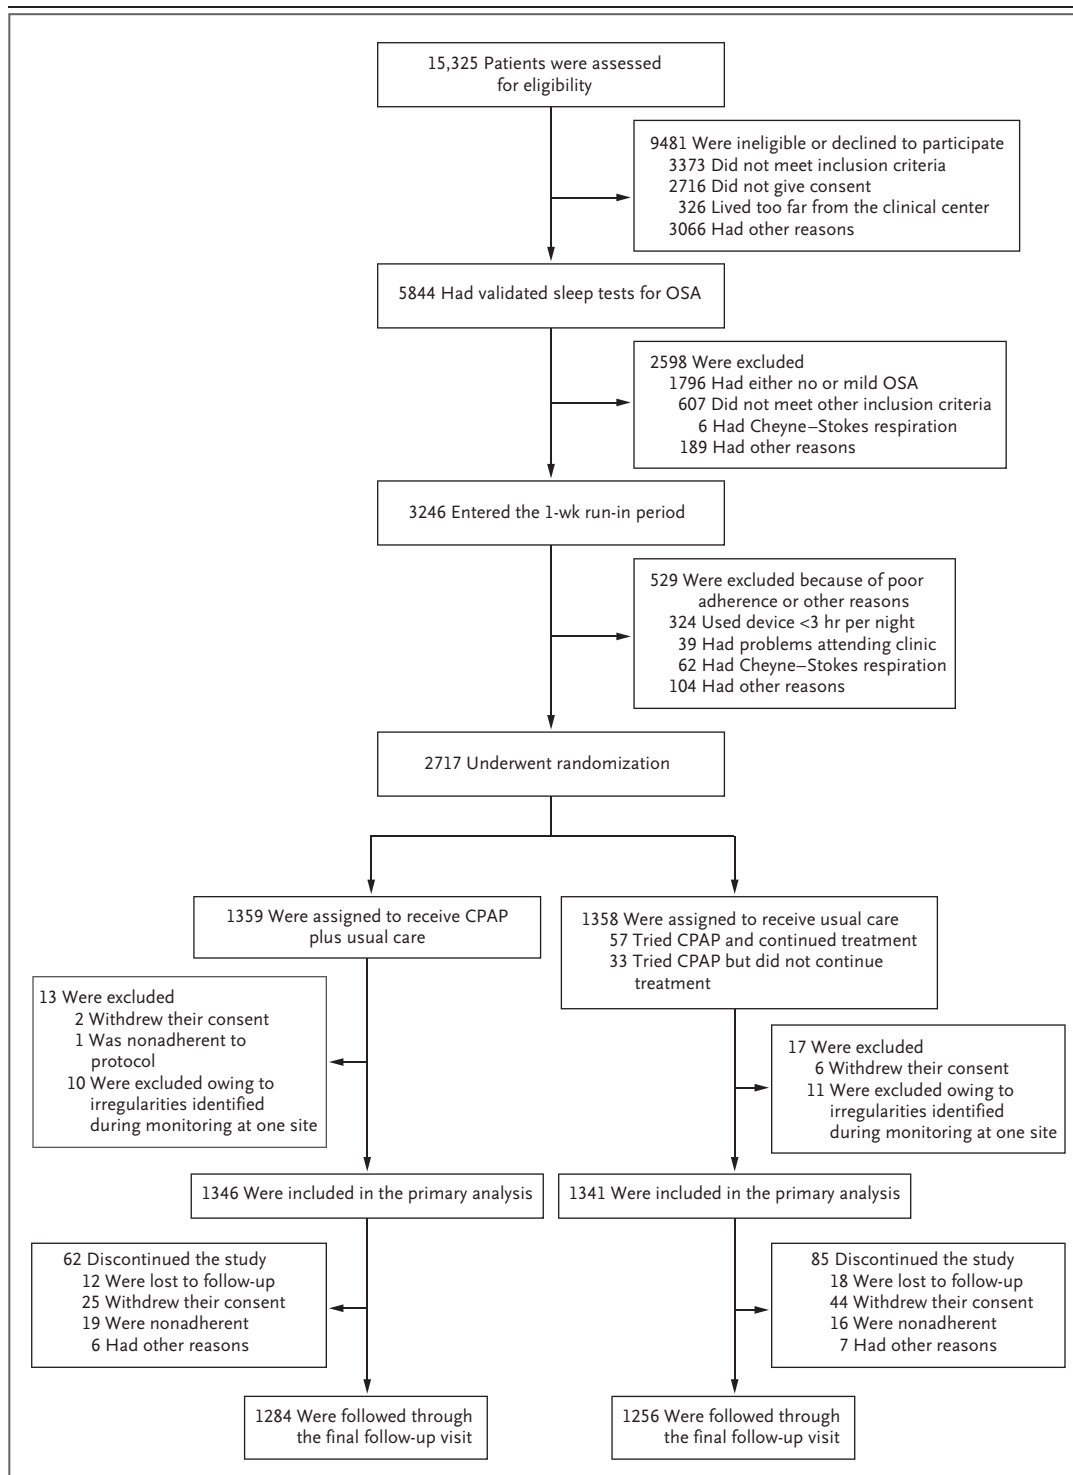 15,325 Patients were assessed
for eligibility
9481 Were ineligible or declined to participate
3373 Did not meet inclusion criteria
2716 Did not give consent
326 Lived too far from the clinical center
3066 Had other reasons
5844 Had validated sleep tests for OSA
2598 Were excluded
1796 Had either no or mild OSA
607 Did not meet other inclusion criteria
6 Had Cheyne–Stokes respiration
189 Had other reasons
3246 Entered the 1-wk run-in period
529 Were excluded because of poor
adherence or other reasons
324 Used device <3 hr per night
39 Had problems attending clinic
62 Had Cheyne–Stokes respiration
104 Had other reasons
2717 Underwent randomization
1359 Were assigned to receive CPAP
plus usual care
1358 Were assigned to receive usual care
57 Tried CPAP and continued treatment
33 Tried CPAP but did not continue
treatment
13 Were excluded
2 Withdrew their consent
1 Was nonadherent to
protocol
10 Were excluded owing to
irregularities identified
during monitoring at one site
17 Were excluded
6 Withdrew their consent
11 Were excluded owing to
irregularities identified
during monitoring at one site
1346 Were included in the primary analysis
1341 Were included in the primary analysis
62 Discontinued the study
12 Were lost to follow-up
25 Withdrew their consent
19 Were nonadherent
6 Had other reasons
85 Discontinued the study
18 Were lost to follow-up
44 Withdrew their consent
16 Were nonadherent
7 Had other reasons
1284 Were followed through
the final follow-up visit
1256 Were followed through
the final follow-up visit